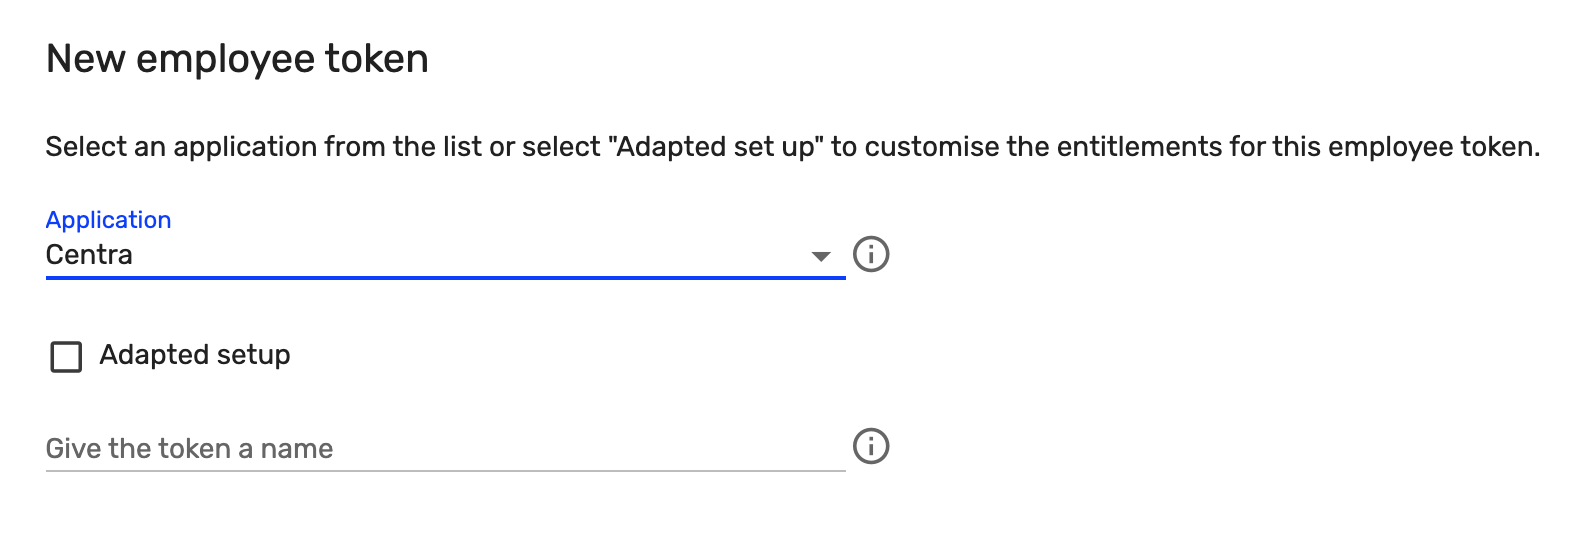 New employee token
Select an application from the list or select "Adapted set up" to customise the entitlements for this employee token.
Application
Centra
Adapted setup
Give the token a name